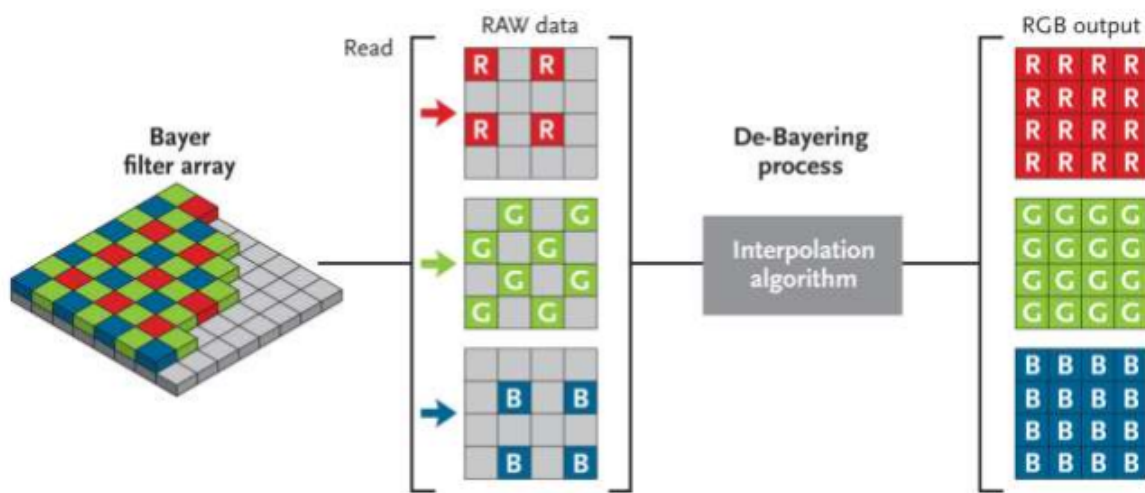 Read
RAW data
RGB output
Bayer
filter array
De-Bayering
process
Interpolation
algorithm
R R
R R
G G
G G
G G
G G
B B
B B
R R R R
R R R R
R R R R
R R R R
G G G G
G G G G
G G G G
G G G G
B B B B
B B B B
B B B B
B B B B